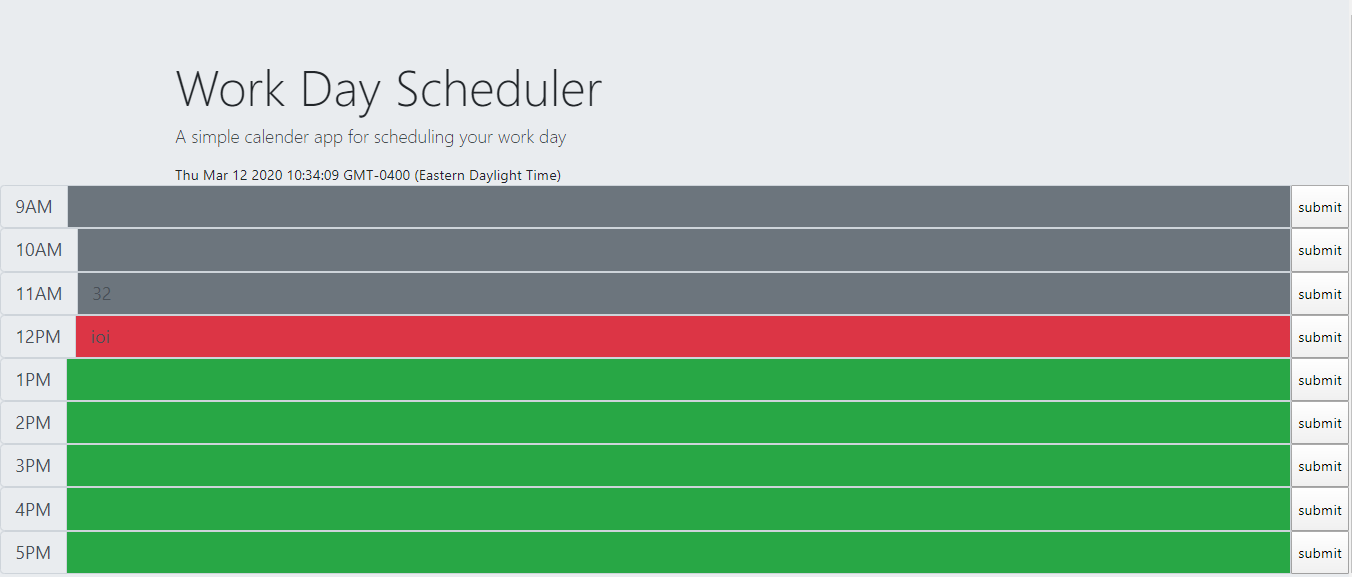 Work Day Scheduler
A simple calender app for scheduling your work day
Thu Mar 12 2020 10:34:09 GMT-0400 (Eastern Daylight Time)
9AM submit
10AM submit
11AM 32 submit
12PM ioi submit
1PM submit
2PM submit
3PM submit
4PM submit
5PM submit